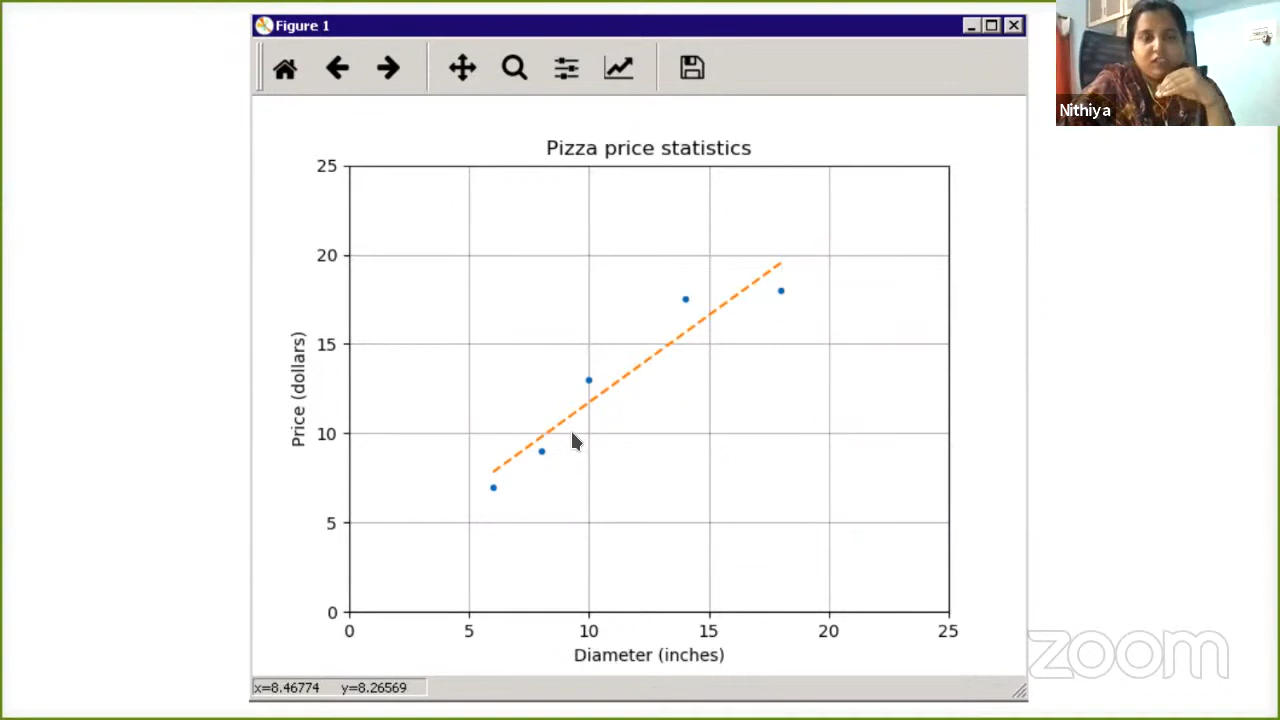 Figure 1
Nithiya
Pizza price statistics
25
20
15
10
5
0
Price (dollars)
0 5 10 15 20 25
Diameter (inches)
zoom
x=8.46774 y=8.26569